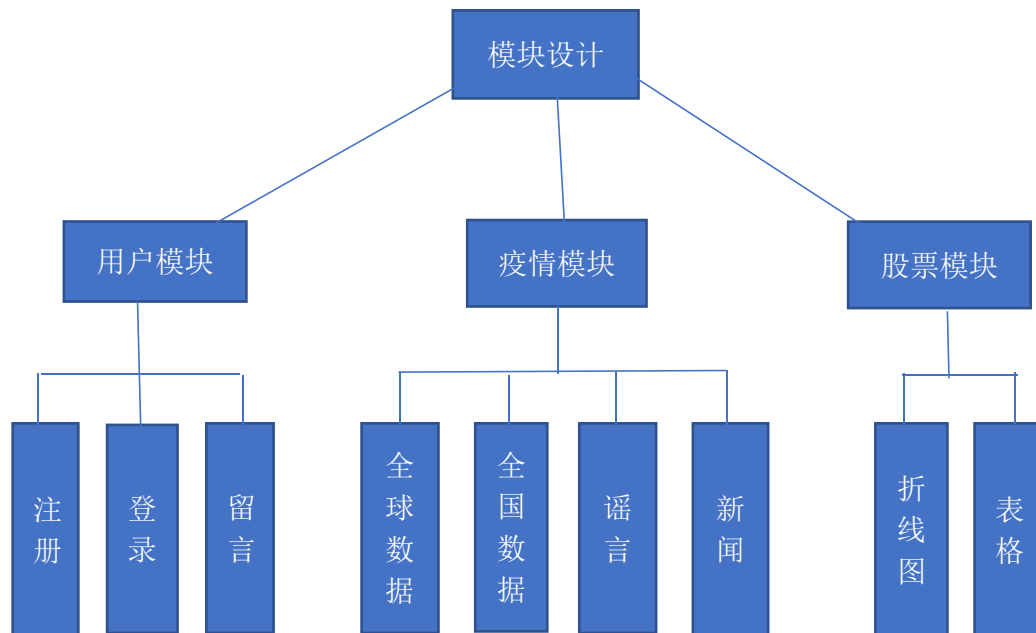 模块设计
用户模块
疫情模块
股票模块
注册
登录
留言
全球数据
全国数据
谣言
新闻
折线图
表格